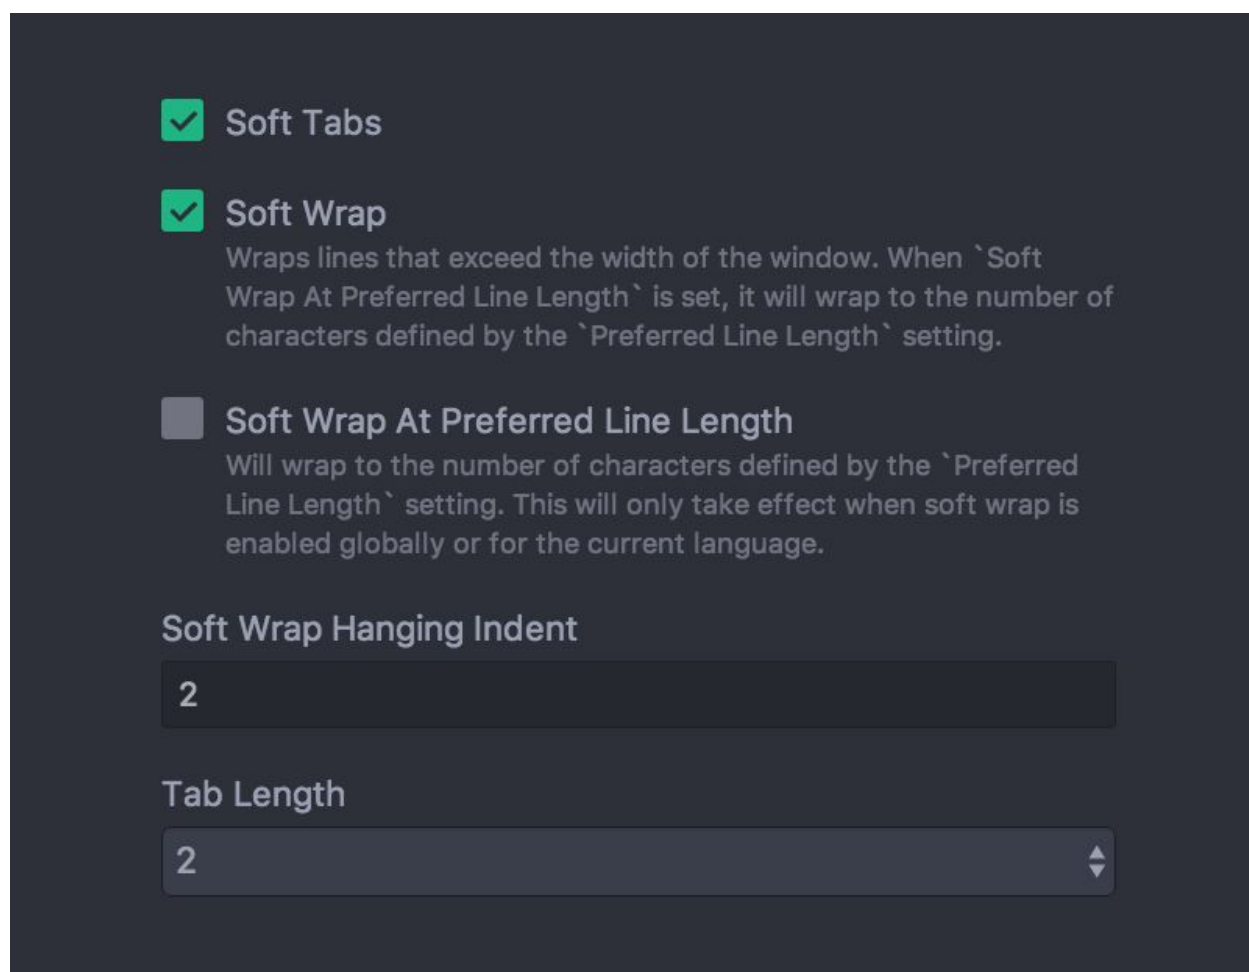 Soft Tabs
Soft Wrap
Wraps lines that exceed the width of the window. When `Soft
Wrap At Preferred Line Length` is set, it will wrap to the number of
characters defined by the `Preferred Line Length` setting.
Soft Wrap At Preferred Line Length
Will wrap to the number of characters defined by the `Preferred
Line Length` setting. This will only take effect when soft wrap is
enabled globally or for the current language.
Soft Wrap Hanging Indent
2
Tab Length
2